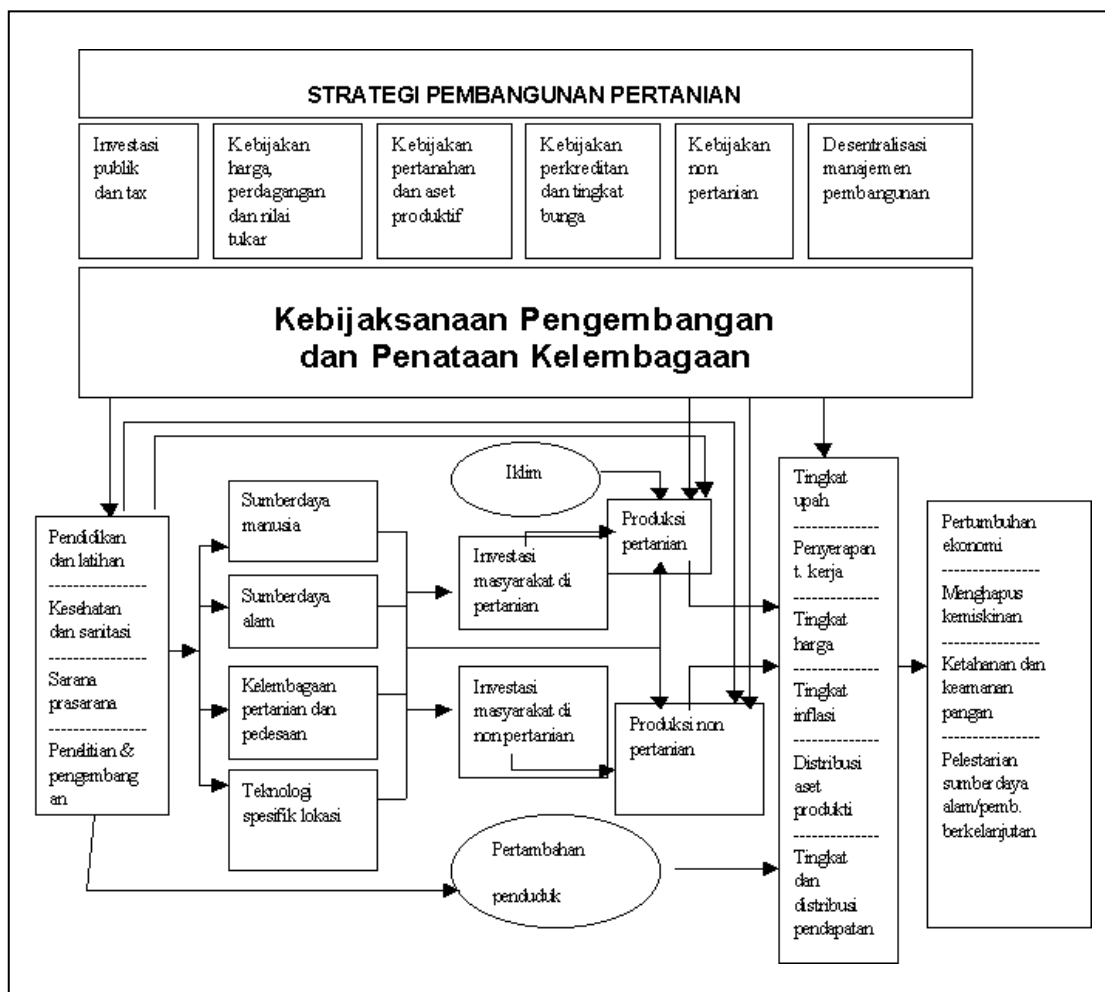 STRATEGI PEMBANGUNAN PERTANIAN
Investasi
publik
dan tax
Kebijakan
harga,
perdagangan
dan nilai
tukar
Kebijakan
pertanahan
dan aset
produktif
Kebijakan
perkreditan
dan tingkat
bunga
Kebijakan
non
pertanian
Desentralisasi
manajemen
pembangunan
Kebijaksanaan Pengembangan
dan Penataan Kelembagaan
Pendidikan
dan latihan
---------------
Kesehatan
dan sanitasi
---------------
Sarana
prasarana
---------------
Penelitian &
pengembang
an
Sumberdaya
manusia
Sumberdaya
alam
Kelembagaan
pertanian dan
pedesaan
Teknologi
spesifik lokasi
Iklim
Investasi
masyarakat di
pertanian
Investasi
masyarakat di
non pertanian
Pertambahan
penduduk
Produksi
pertanian
Produksi non
pertanian
Tingkat
upah
---------------
Penyerapan
t. kerja
---------------
Tingkat
harga
---------------
Tingkat
inflasi
---------------
Distribusi
aset
produkti
---------------
Tingkat
dan
distribusi
pendapatan
Pertumbuhan
ekonomi
---------------
Menghapus
kemiskinan
---------------
Ketahanan dan
keamanan
pangan
---------------
Pelestarian
sumberdaya
alam/pemb.
berkelanjutan